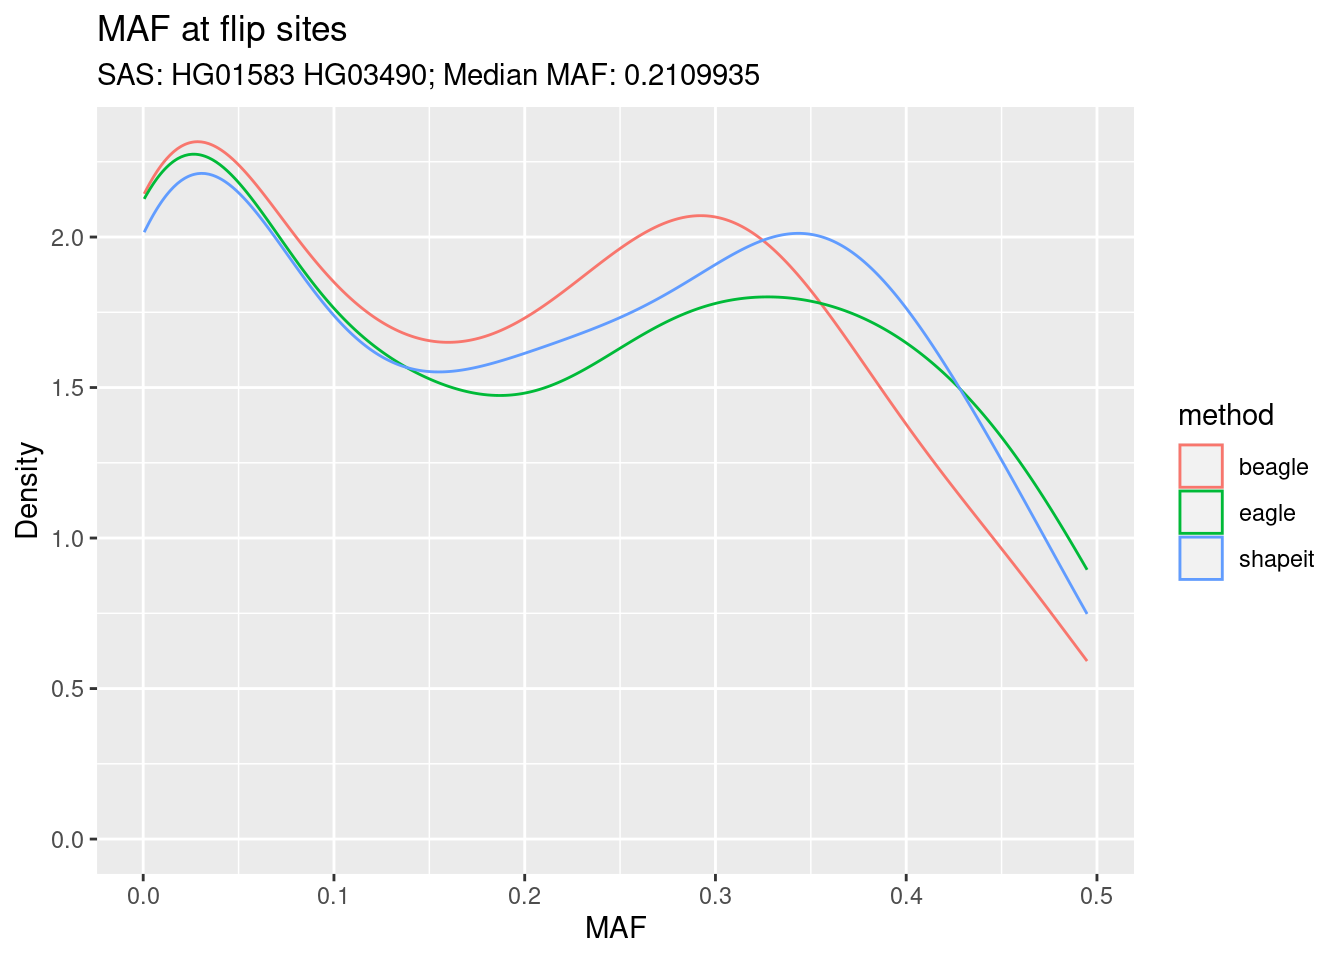 MAF at flip sites
SAS: HG01583 HG03490; Median MAF: 0.2109935
2.0
1.5
1.0
0.5
0.0
Density
0.0 0.1 0.2 0.3 0.4 0.5
MAF
method
beagle
eagle
shapeit